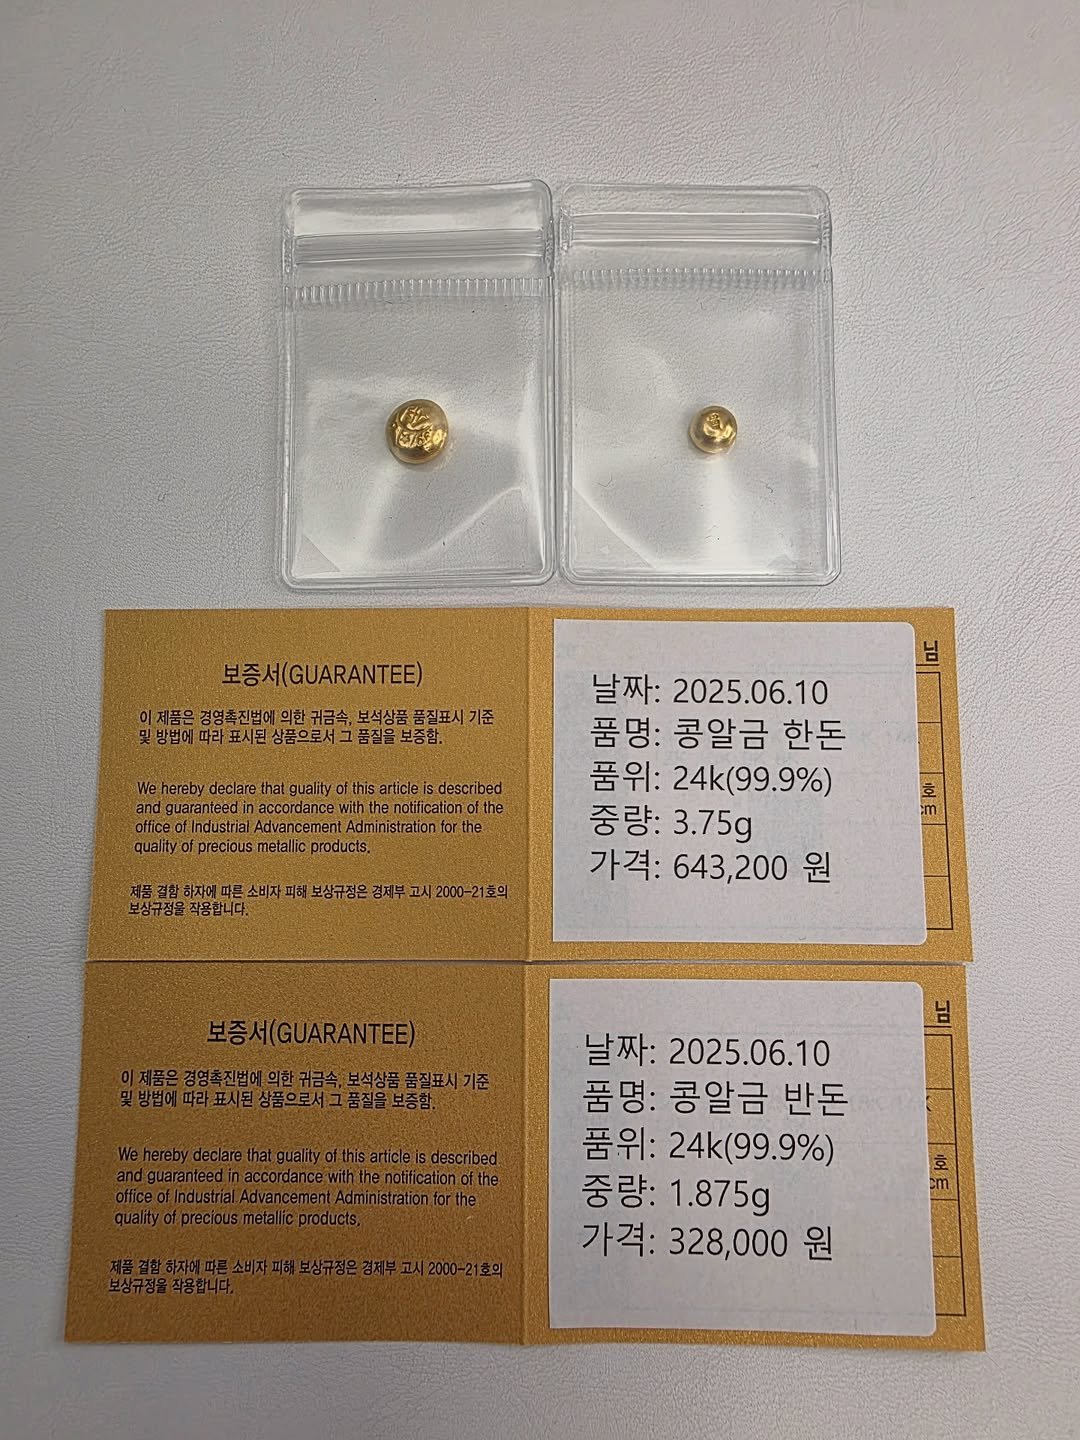 보증서(GUARANTEE)
이 제품은 경영촉진법에 의한 귀금속, 보석상품 품질표시 기준
및 방법에 따라 표시된 상품으로서 그 품질을 보증함.
We hereby declare that guality of this article is described
and guaranteed in accordance with the notification of the
office of Industrial Advancement Administration for the
quality of precious metallic products.
제품 결함 하자에 따른 소비자 피해 보상규정은 경제부 고시 2000-21호의
보상규정을 작용합니다.
님
날짜: 2025.06.10
품명: 콩알금 한돈
품위: 24k(99.9%)
중량: 3.75g
가격: 643,200 원
호
cm
보증서(GUARANTEE)
이 제품은 경영촉진법에 의한 귀금속, 보석상품 품질표시 기준
및 방법에 따라 표시된 상품으로서 그 품질을 보증함.
We hereby declare that guality of this article is described
and guaranteed in accordance with the notification of the
office of Industrial Advancement Administration for the
quality of precious metallic products.
제품 결함 하자에 따른 소비자 피해 보상규정은 경제부 고시 2000-21호의
보상규정을 작용합니다.
님
날짜: 2025.06.10
품명: 콩알금 반돈
품위: 24k(99.9%)
중량: 1.875g
가격: 328,000 원
호
cm